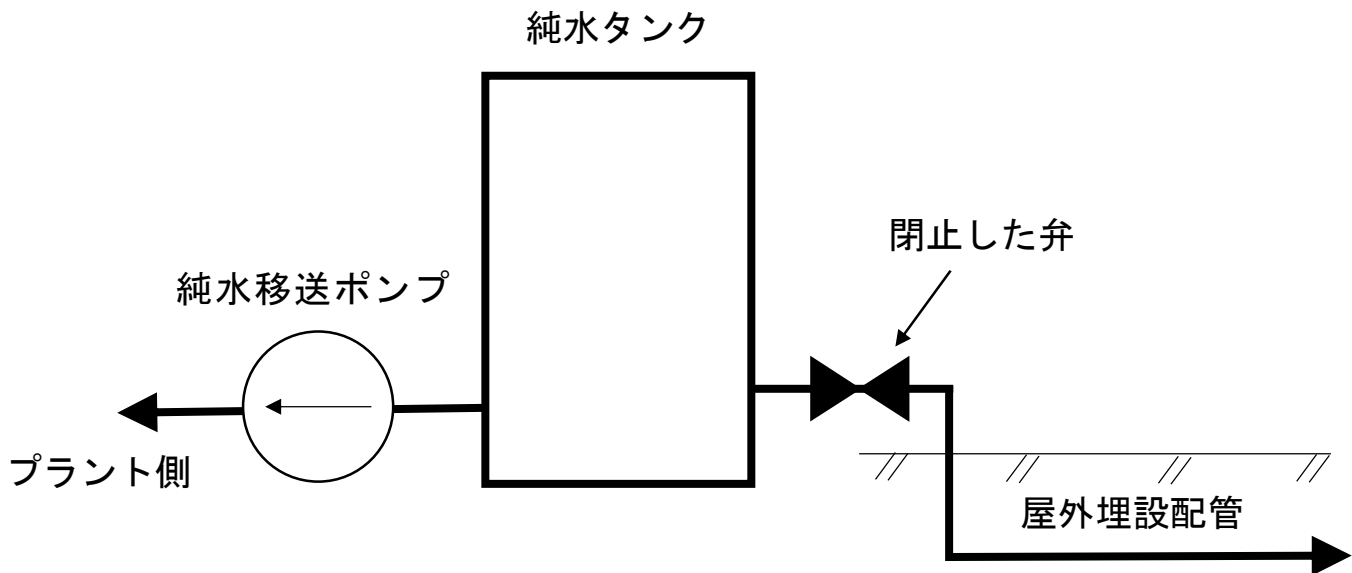 純水タンク
閉止した弁
純水移送ポンプ
プラント側
屋外埋設配管